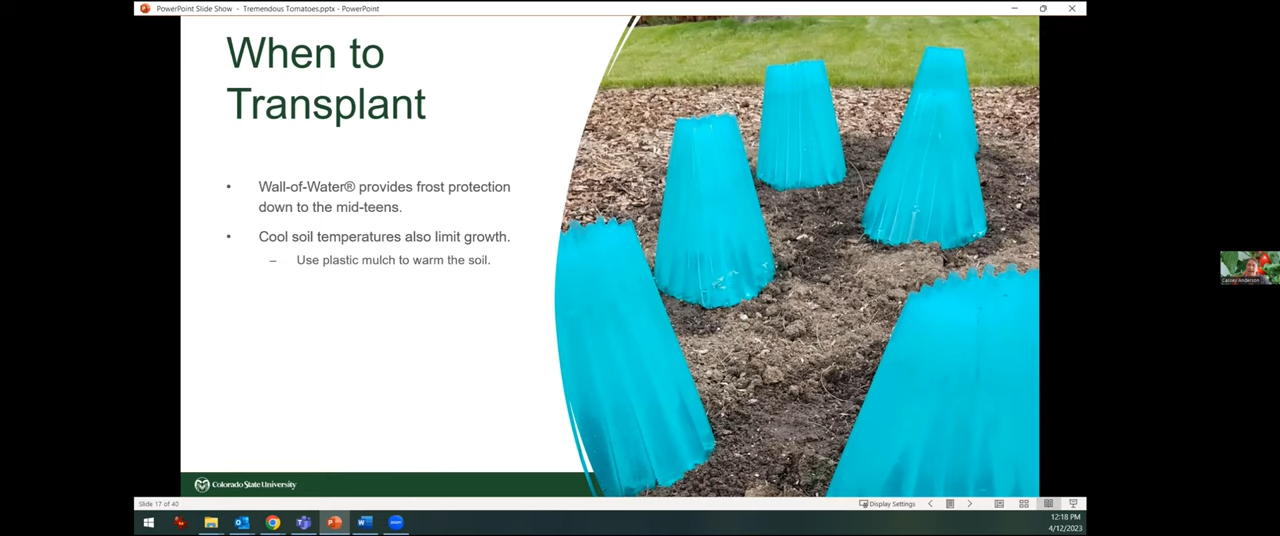 PowerPoint Slide Show - Tremendous Tomatoes.pptx - PowerPoint
When to
Transplant
• Wall-of-Water® provides frost protection
down to the mid-teens.
• Cool soil temperatures also limit growth.
– Use plastic mulch to warm the soil.
Cassey Anderson
Colorado State University
Slide 17 of 40
Display Settings
12:18 PM
4/12/2023